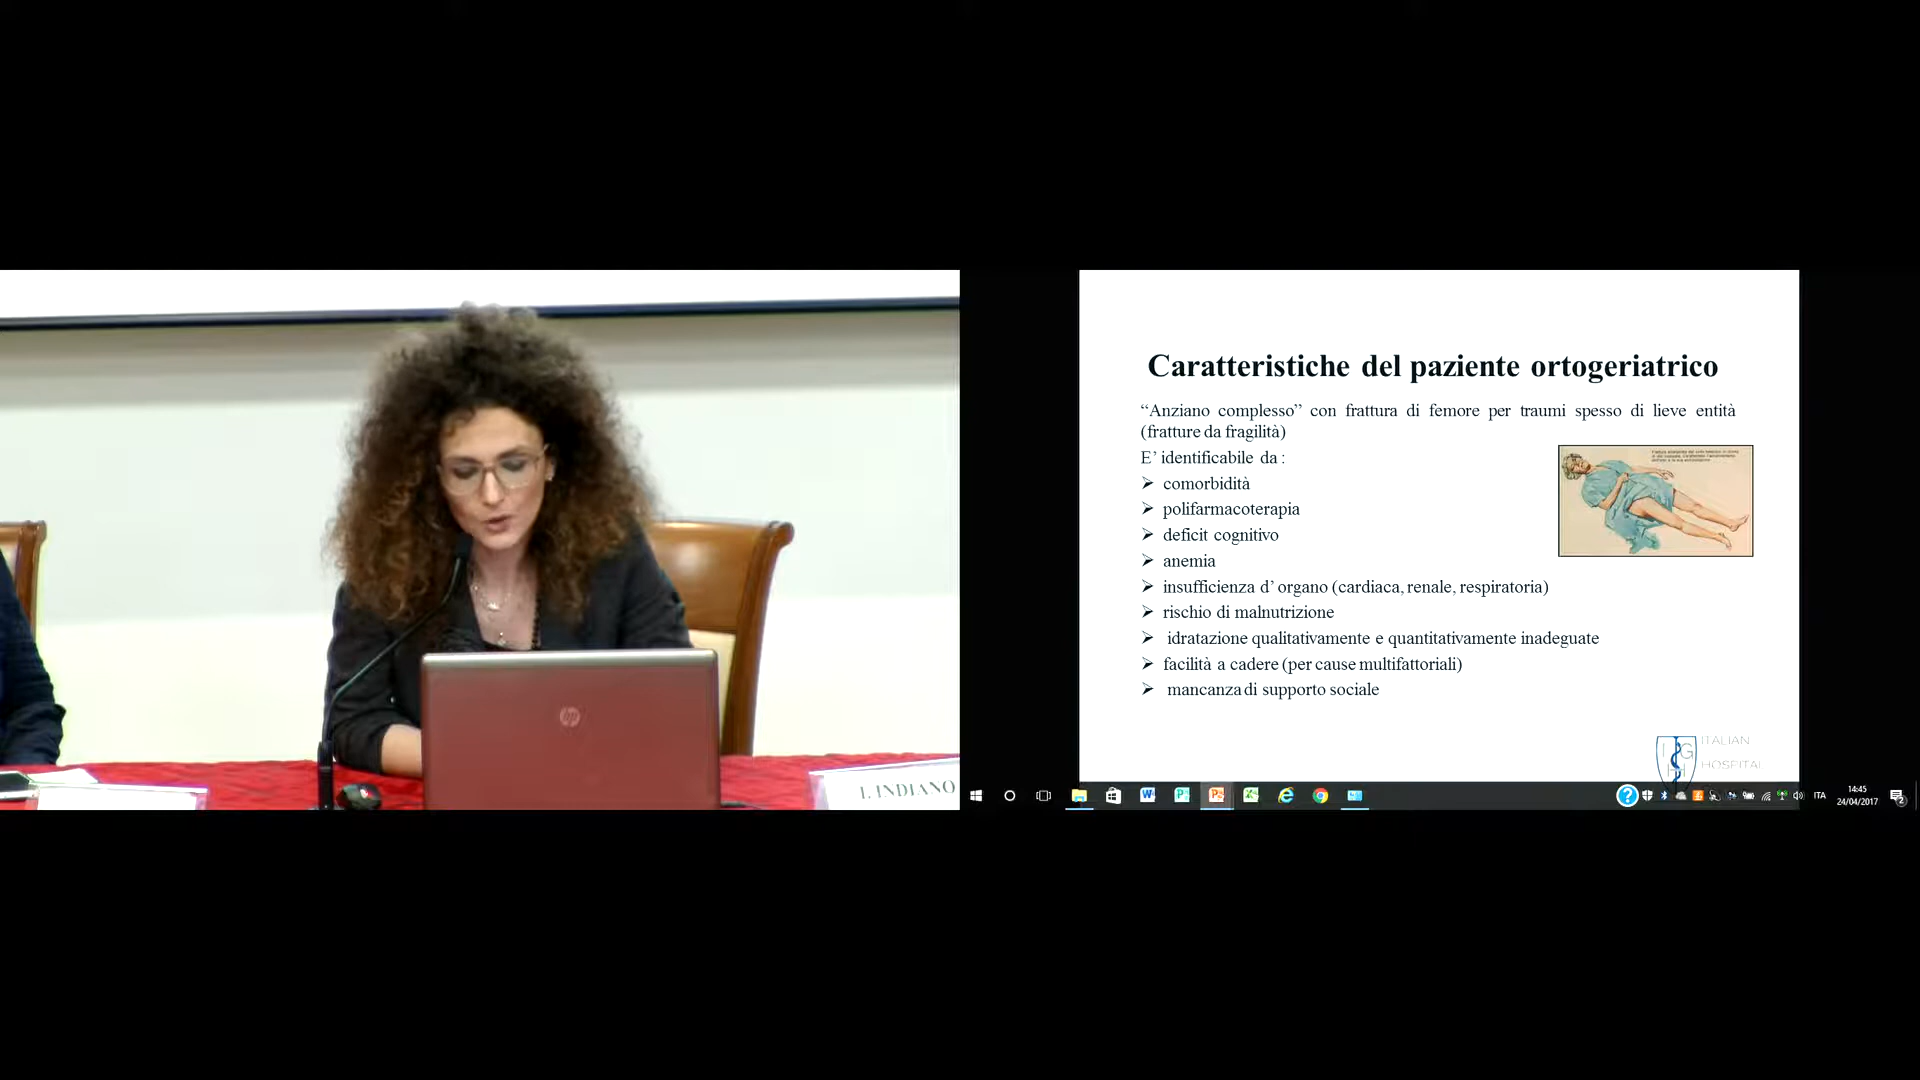 I. INDIANO
hp
Caratteristiche del paziente ortogeriatrico
“Anziano complesso” con frattura di femore per traumi spesso di lieve entità
(fratture da fragilità)
E’ identificabile da :
comorbidità
polifarmacoterapia
deficit cognitivo
anemia
insufficienza d’ organo (cardiaca, renale, respiratoria)
rischio di malnutrizione
idratazione qualitativamente e quantitativamente inadeguate
facilità a cadere (per cause multifattoriali)
mancanza di supporto sociale
I G H
ITALIAN
HOSPITAL
ITA
14:45
24/04/2017
2